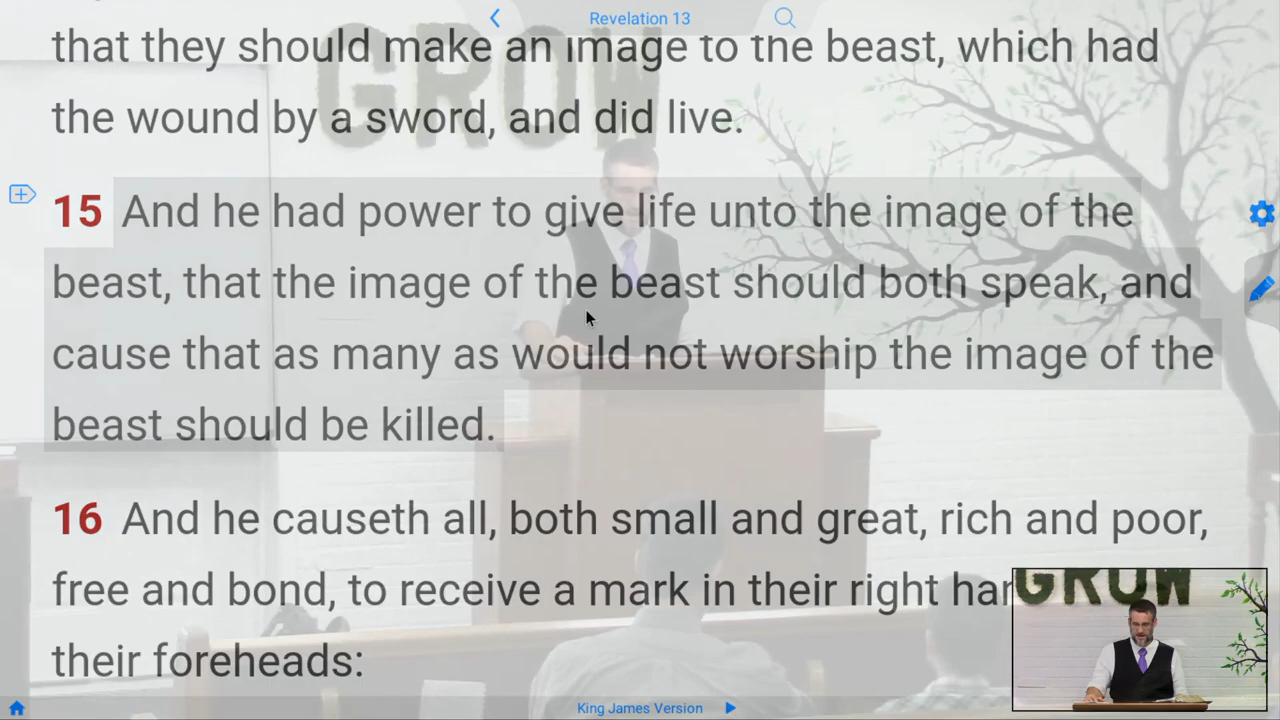 Revelation 13
GROW
that they should make an image to the beast, which had
the wound by a sword, and did live.
15 And he had power to give life unto the image of the
beast, that the image of the beast should both speak, and
cause that as many as would not worship the image of the
beast should be killed.
16 And he causeth all, both small and great, rich and poor,
free and bond, to receive a mark in their right har
GROW
their foreheads:
King James Version